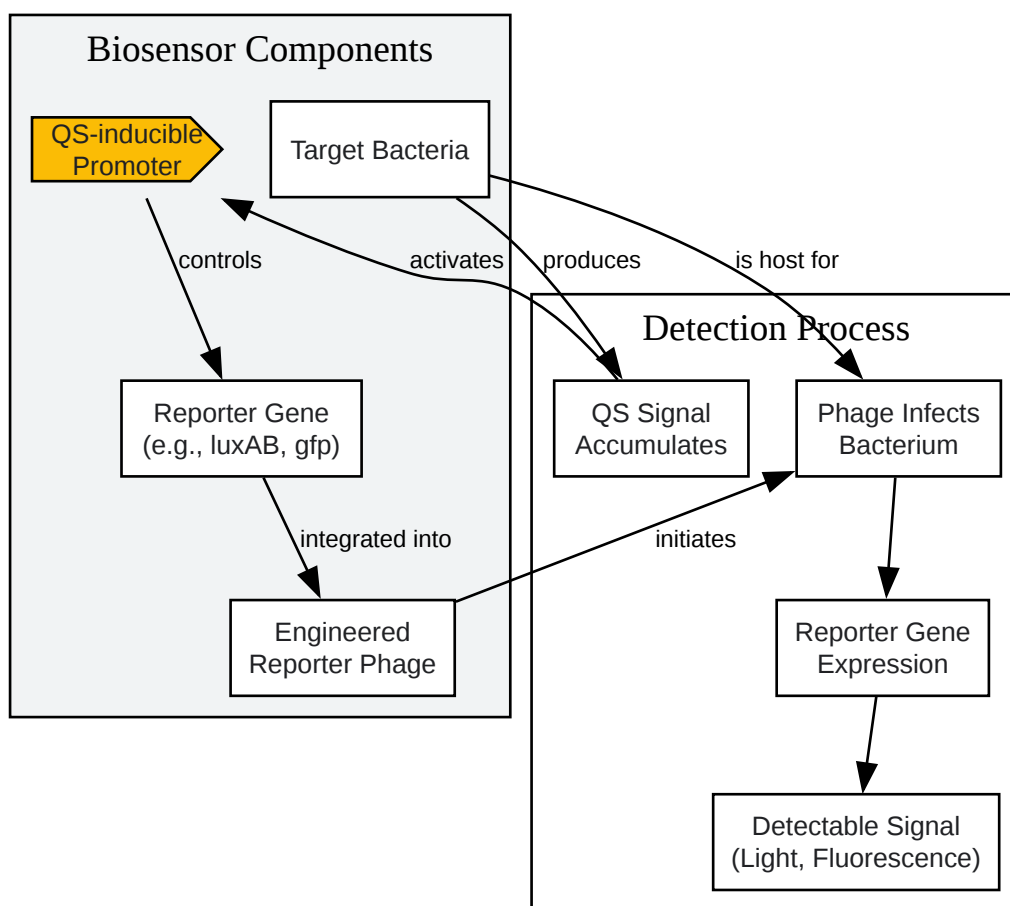 Biosensor Components
QS-inducible
Promoter
Target Bacteria
controls
activates
produces
is host for
Detection Process
Reporter Gene
(e.g., luxAB, gfp)
QS Signal
Accumulates
Phage Infects
Bacterium
integrated into
initiates
Engineered
Reporter Phage
Reporter Gene
Expression
Detectable Signal
(Light, Fluorescence)